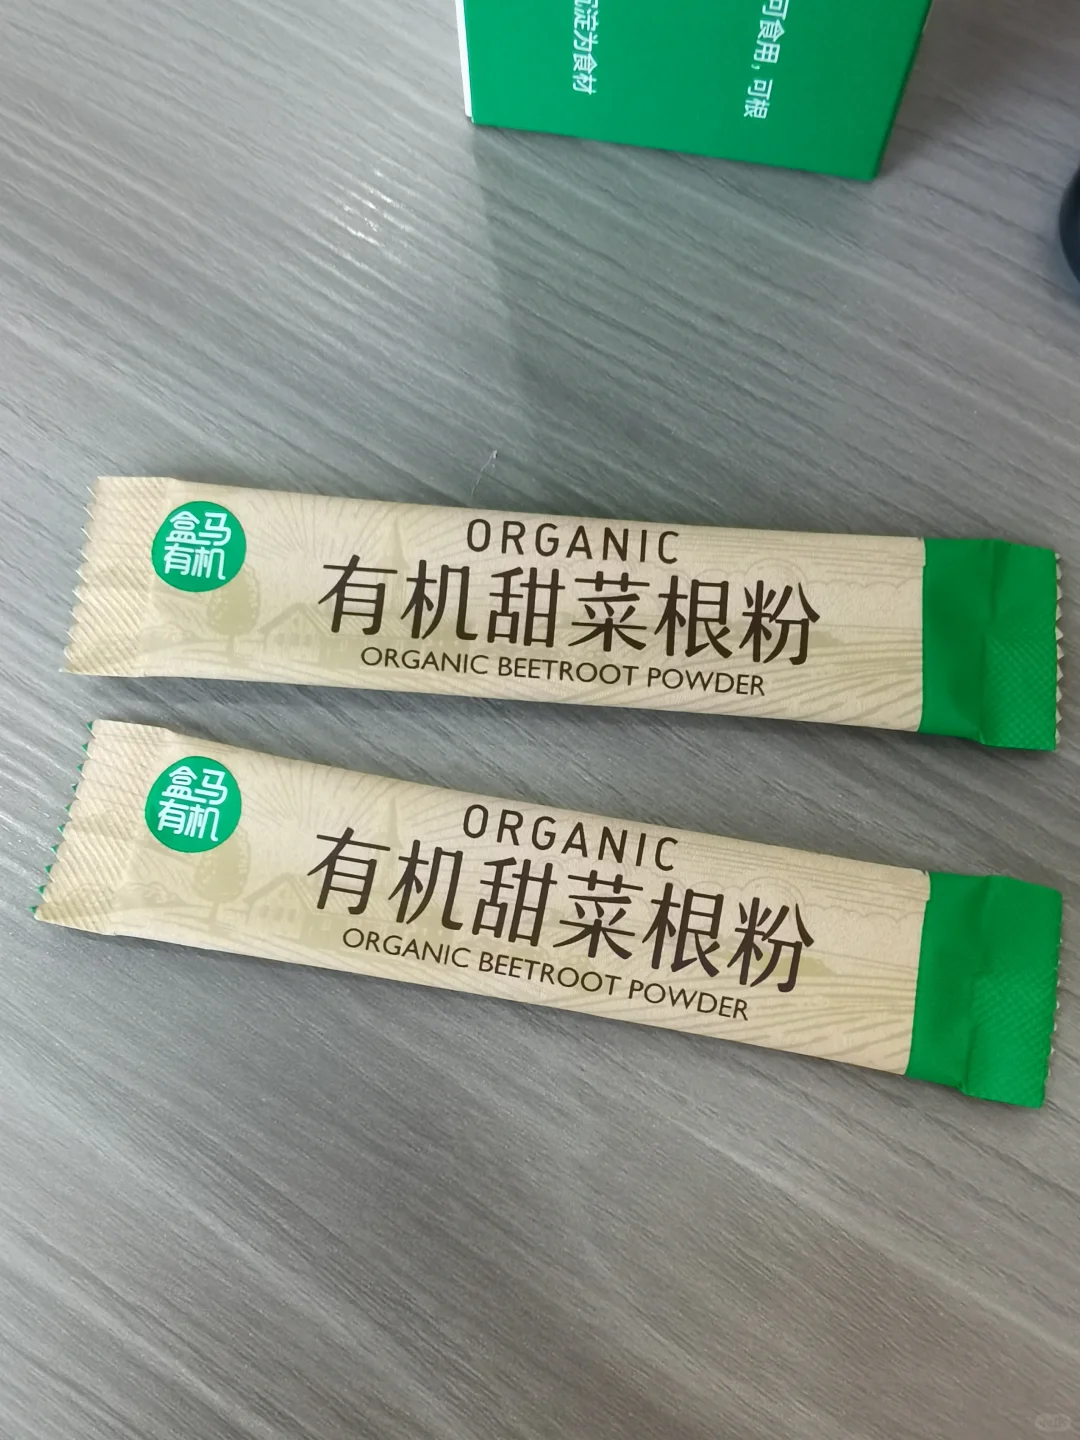 可食用，可根
淀为食材
盒马
有机
ORGANIC
有机甜菜根粉
ORGANIC BEETROOT POWDER
盒马
有机
ORGANIC
有机甜菜根粉
ORGANIC BEETROOT POWDER